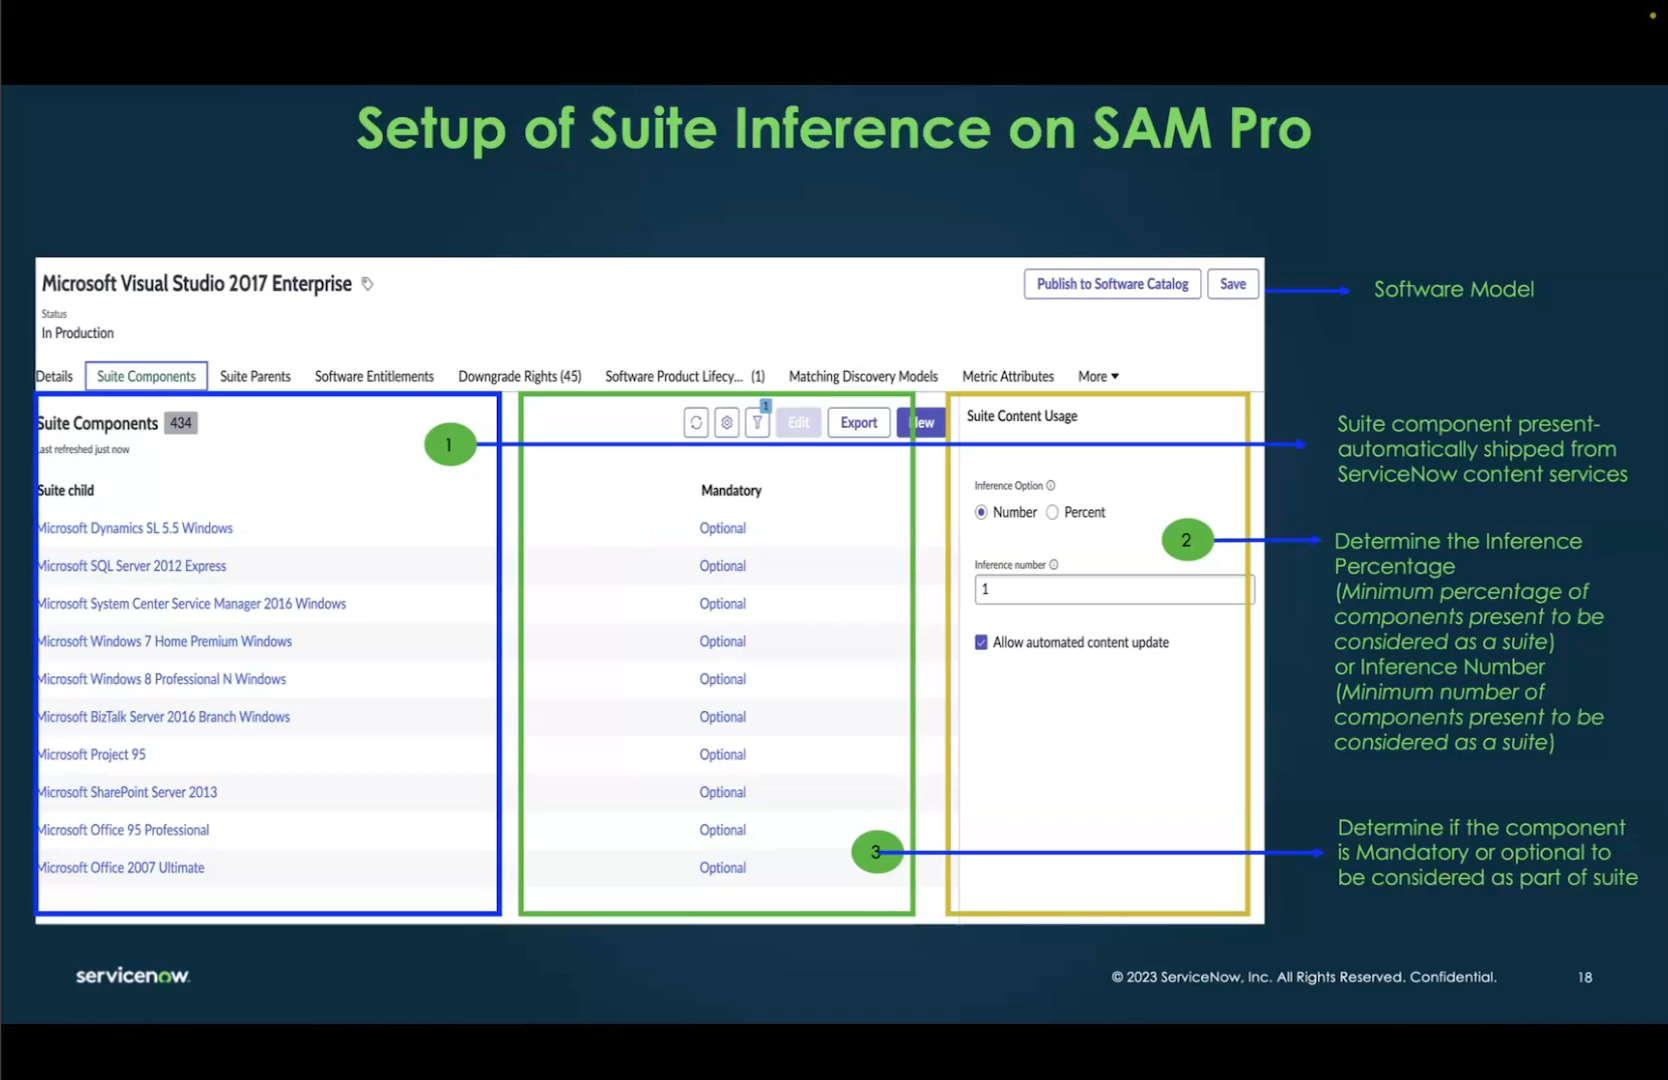 Setup of Suite Inference on SAM Pro
Microsoft Visual Studio 2017 Enterprise
Publish to Software Catalog
Save
Software Model
Status
In Production
Details
Suite Components
Suite Parents
Software Entitlements
Downgrade Rights (45)
Software Product Lifecy... (1)
Matching Discovery Models
Metric Attributes
More
Suite Components 434
Last refreshed just now
1
1
Edit
Export
New
Suite child
Mandatory
Microsoft Dynamics SL 5.5 Windows
Optional
Microsoft SQL Server 2012 Express
Optional
Microsoft System Center Service Manager 2016 Windows
Optional
Microsoft Windows 7 Home Premium Windows
Optional
Microsoft Windows 8 Professional N Windows
Optional
Microsoft BizTalk Server 2016 Branch Windows
Optional
Microsoft Project 95
Optional
Microsoft SharePoint Server 2013
Optional
Microsoft Office 95 Professional
Optional
Microsoft Office 2007 Ultimate
Optional
3
Suite Content Usage
Inference Option
Number
Percent
2
Inference number
1
Allow automated content update
Suite component present-
automatically shipped from
ServiceNow content services
Determine the Inference
Percentage
(Minimum percentage of
components present to be
considered as a suite)
or Inference Number
(Minimum number of
components present to be
considered as a suite)
Determine if the component
is Mandatory or optional to
be considered as part of suite
servicenow
© 2023 ServiceNow, Inc. All Rights Reserved. Confidential.
18